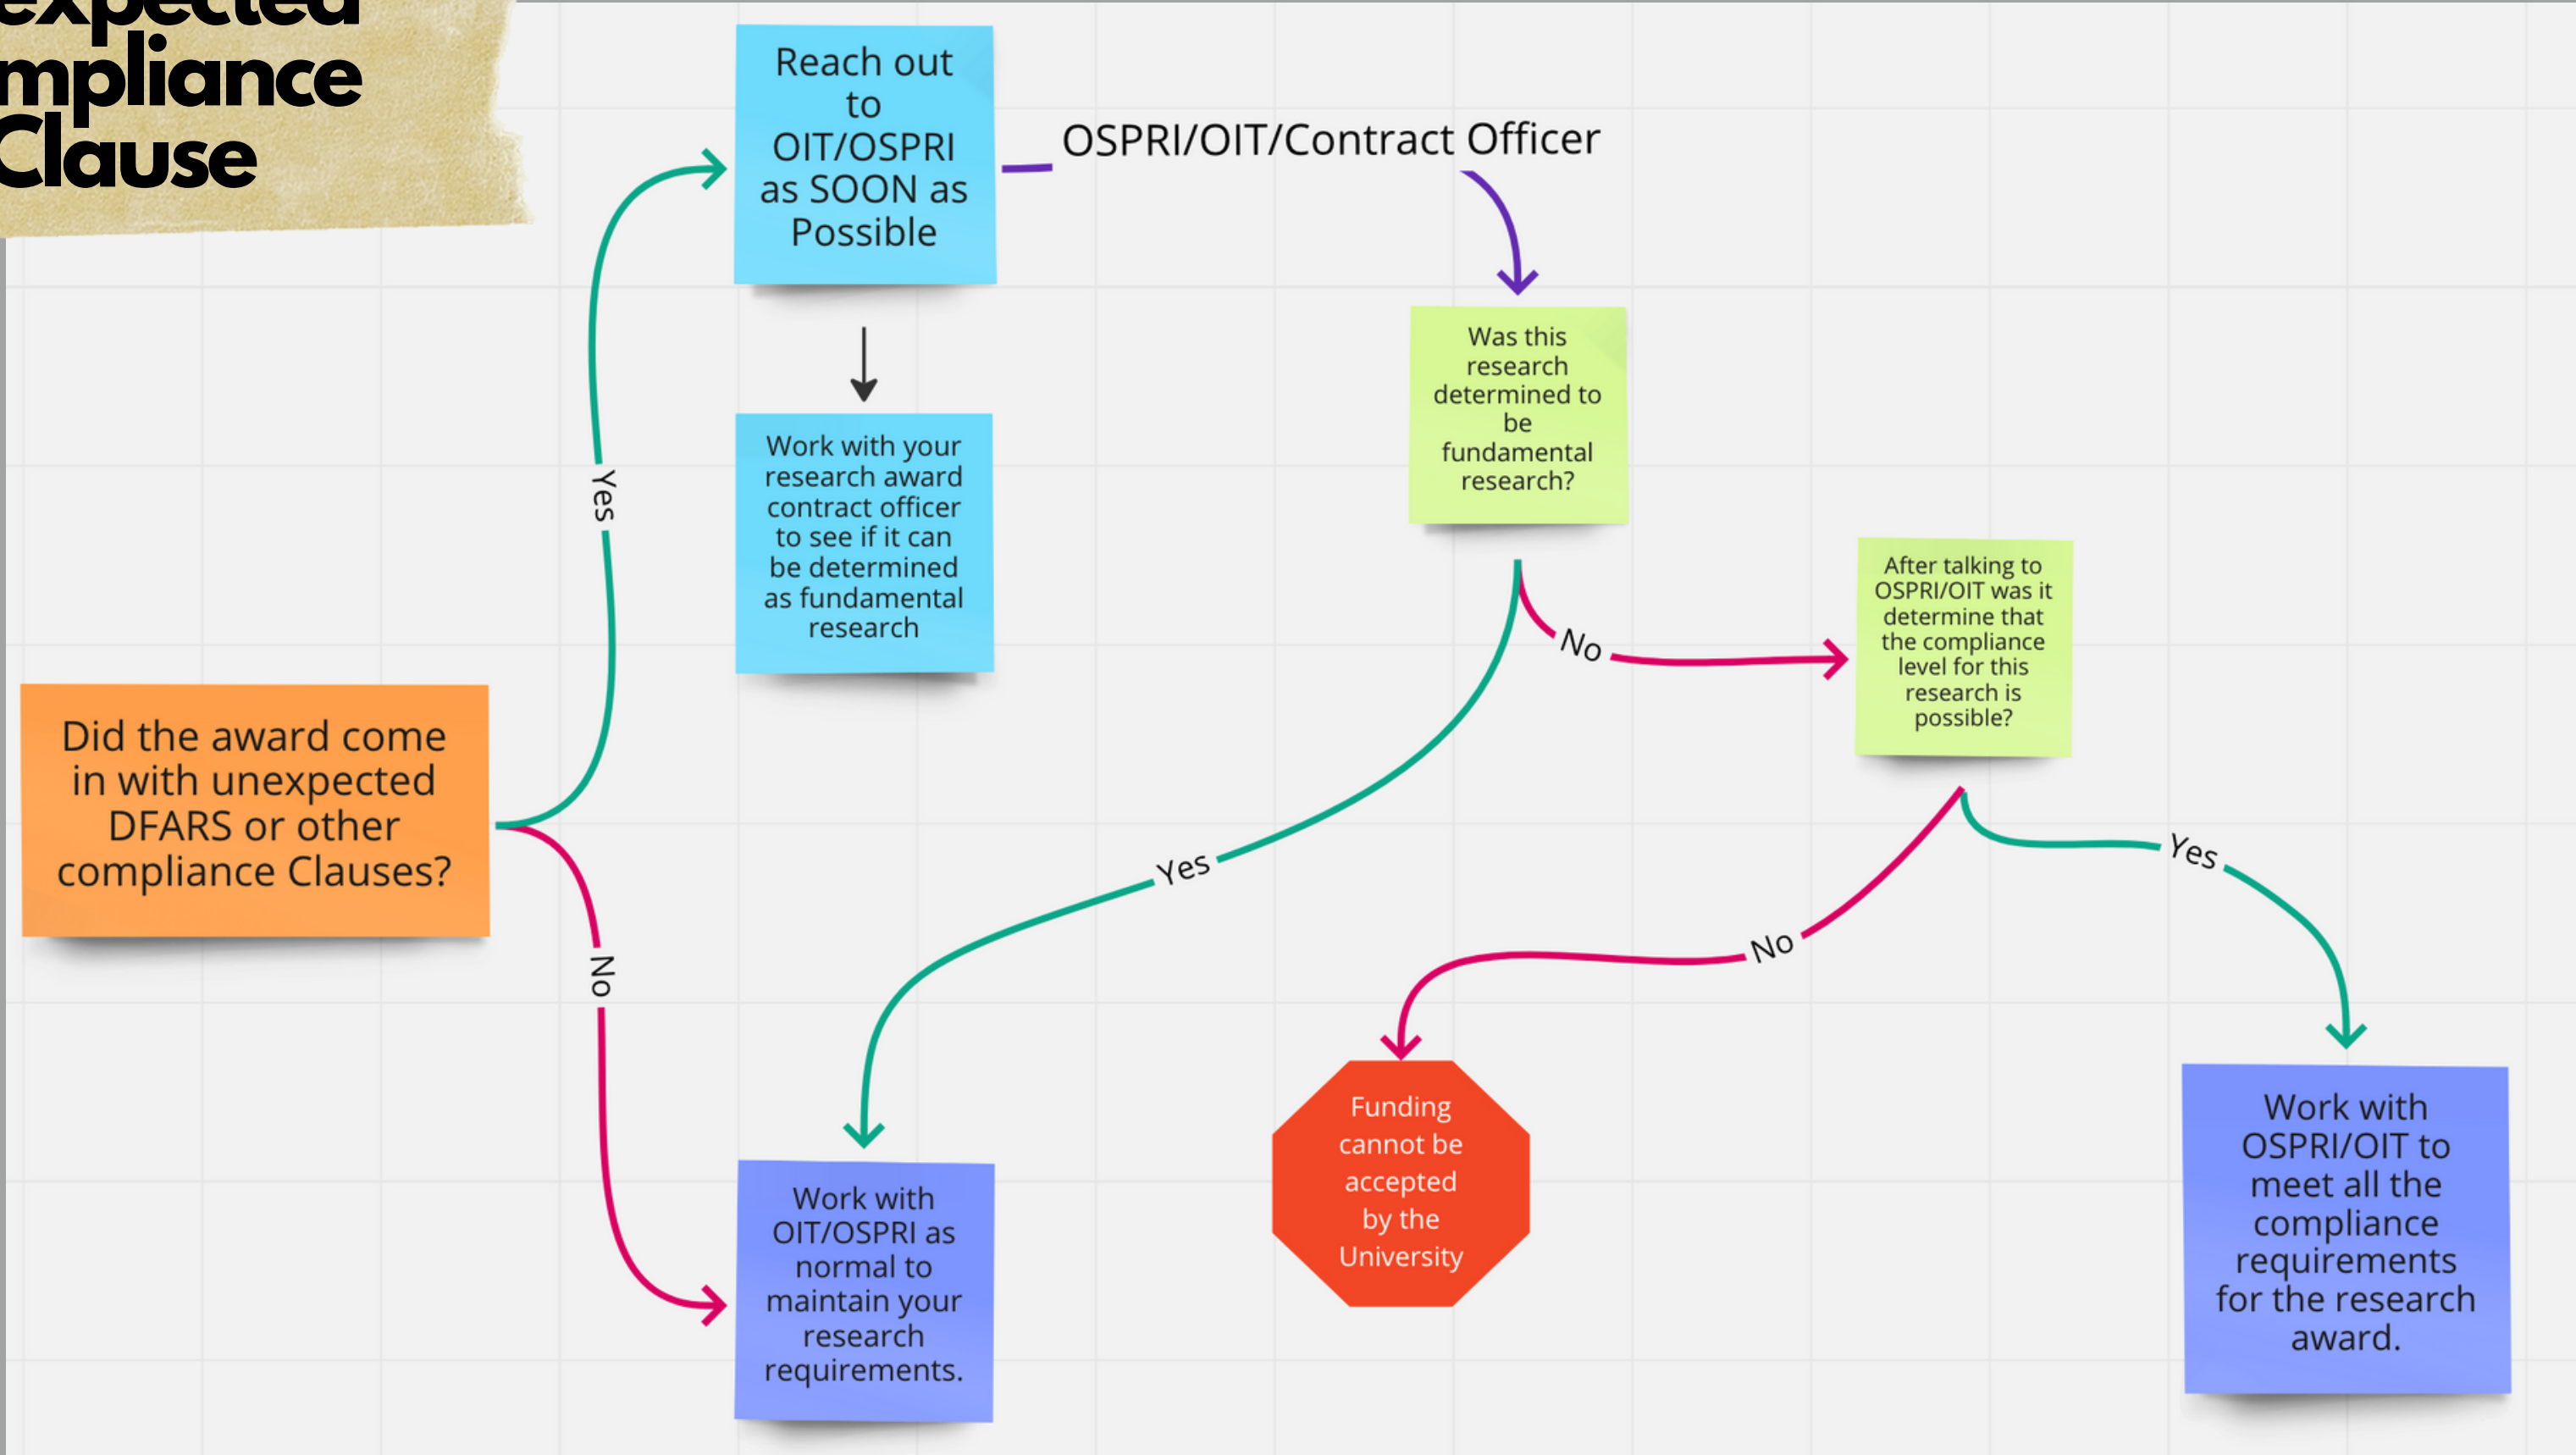 expected
mpliance
Clause
Reach out
to
OIT/OSPRI
as SOON as
Possible
OSPRI/OIT/Contract Officer
Work with your
research award
contract officer
to see if it can
be determined
as fundamental
research
Was this
research
determined to
be
fundamental
research?
No
After talking to
OSPRI/OIT was it
determine that
the compliance
level for this
research is
possible?
Yes
Did the award come
in with unexpected
DFARS or other
compliance Clauses?
Yes
No
Yes
No
Work with
OIT/OSPRI as
normal to
maintain your
research
requirements.
Funding
cannot be
accepted
by the
University
Work with
OSPRI/OIT to
meet all the
compliance
requirements
for the research
award.